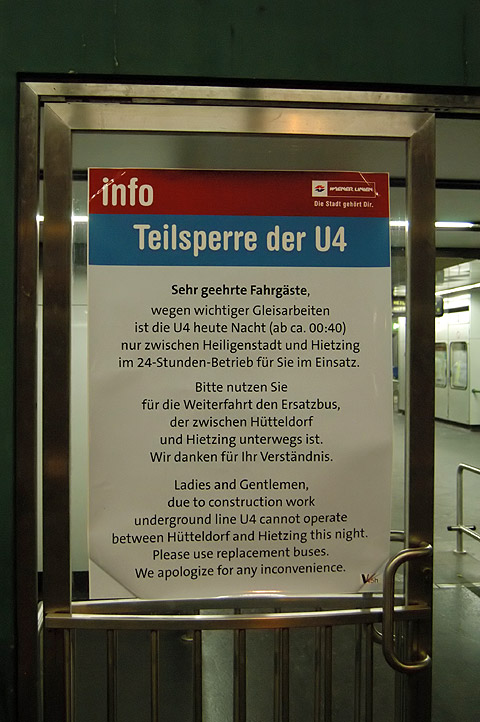 info
WIENER LINIEN
Die Stadt gehört Dir.
Teilsperre der U4
Sehr geehrte Fahrgäste,
wegen wichtiger Gleisarbeiten
ist die U4 heute Nacht (ab ca. 00:40)
nur zwischen Heiligenstadt und Hietzing
im 24-Stunden-Betrieb für Sie im Einsatz.
Bitte nutzen Sie
für die Weiterfahrt den Ersatzbus,
der zwischen Hütteldorf
und Hietzing unterwegs ist.
Wir danken für Ihr Verständnis.
Ladies and Gentlemen,
due to construction work
underground line U4 cannot operate
between Hütteldorf and Hietzing this night.
Please use replacement buses.
We apologize for any inconvenience.